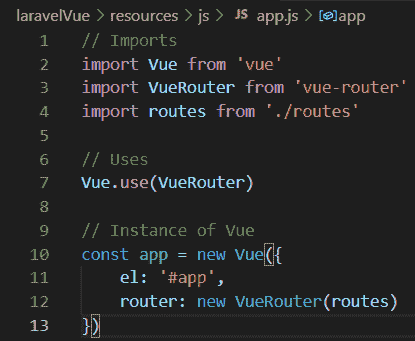 laravelVue > resources > js > JS app.js > app
1 // Imports
2 import Vue from 'vue'
3 import VueRouter from 'vue-router'
4 import routes from './routes'
5
6 // Uses
7 Vue.use(VueRouter)
8
9 // Instance of Vue
10 const app = new Vue({
11     el: '#app',
12     router: new VueRouter(routes)
13 })